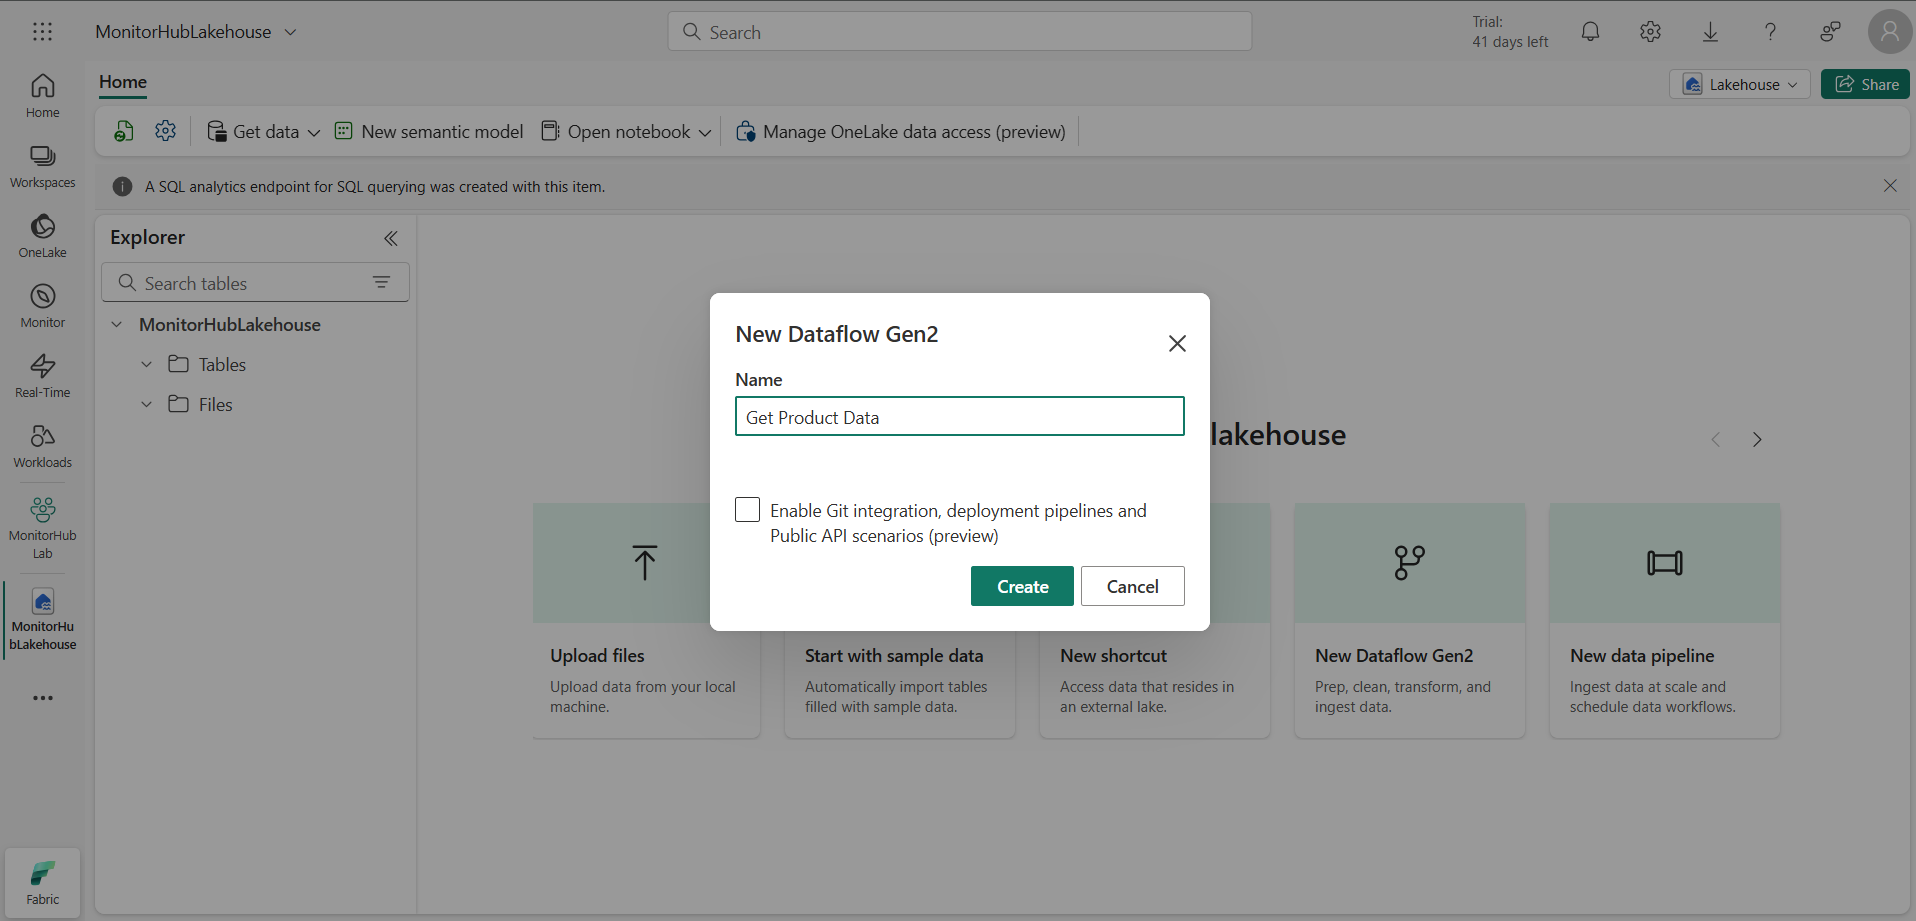 MonitorHubLakehouse
Search
Trial:
41 days left
Home
Workspaces
OneLake
Monitor
Real-Time
Workloads
MonitorHub
Lab
MonitorHu
bLakehouse
Fabric
Home
Lakehouse
Share
Get data
New semantic model
Open notebook
Manage OneLake data access (preview)
A SQL analytics endpoint for SQL querying was created with this item.
Explorer
Search tables
MonitorHubLakehouse
Tables
Files
lakehouse
New Dataflow Gen2
Name
Get Product Data
Enable Git integration, deployment pipelines and
Public API scenarios (preview)
Create
Cancel
Upload files
Upload data from your local
machine.
Start with sample data
Automatically import tables
filled with sample data.
New shortcut
Access data that resides in
an external lake.
New Dataflow Gen2
Prep, clean, transform, and
ingest data.
New data pipeline
Ingest data at scale and
schedule data workflows.